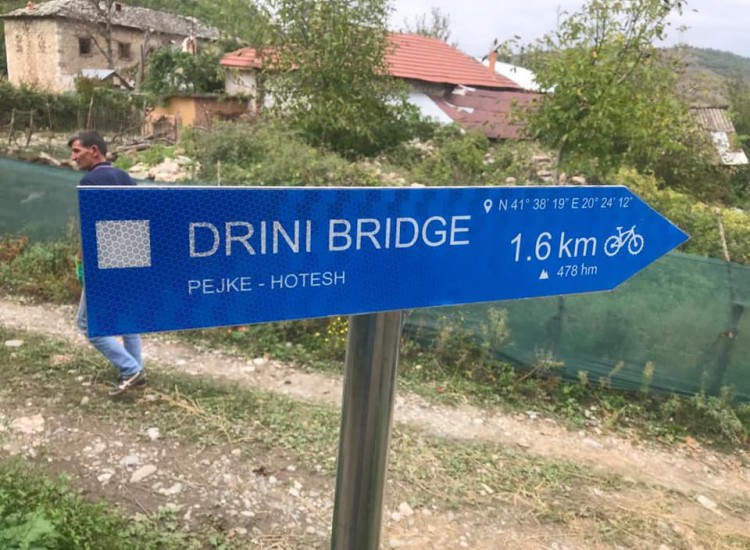 N 41° 38' 19" E 20° 24' 12"
DRINI BRIDGE
1.6 km
PEJKE - HOTESH
478 hm